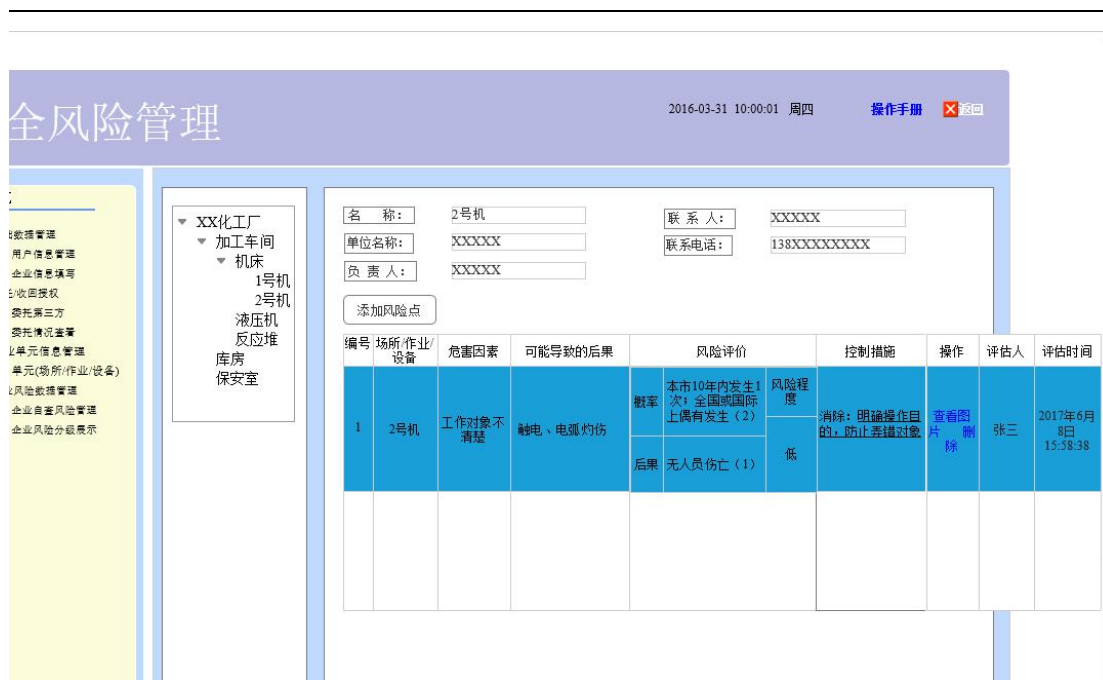 全风险管理
2016-03-31 10:00:01 周四
操作手册
返回
数据管理
用户信息管理
企业信息填写
/收回授权
委托第三方
委托情况查看
单元信息管理
单元(场所/作业/设备)
风险数据管理
企业自查风险管理
企业风险分级展示
XX化工厂
加工车间
机床
1号机
2号机
液压机
反应堆
库房
保安室
名 称：
2号机
联 系 人：
XXXXX
单位名称：
XXXXX
联系电话：
138XXXXXXXX
负 责 人：
XXXXX
添加风险点
编号
场所/作业/
设备
危害因素
可能导致的后果
风险评价
控制措施
操作
评估人
评估时间
1
2号机
工作对象不
清楚
触电、电弧灼伤
概率
本市10年内发生1
次；全国或国际
上偶有发生（2）
后果
无人员伤亡（1）
风险程
度
低
消除：明确操作目
的，防止弄错对象
查看图
片 删
除
张三
2017年6月
8日
15:58:38